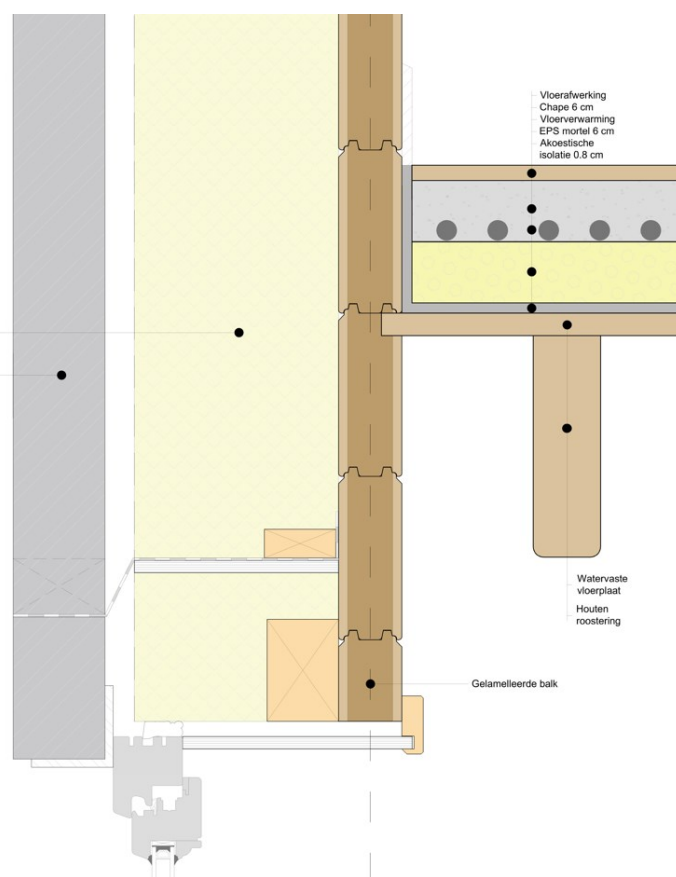 Vloerafwerking
Chape 6 cm
Vloerverwarming
EPS mortel 6 cm
Akoestische
isolatie 0.8 cm
Watervaste
vloerplaat
Houten
roostering
Gelamelleerde balk